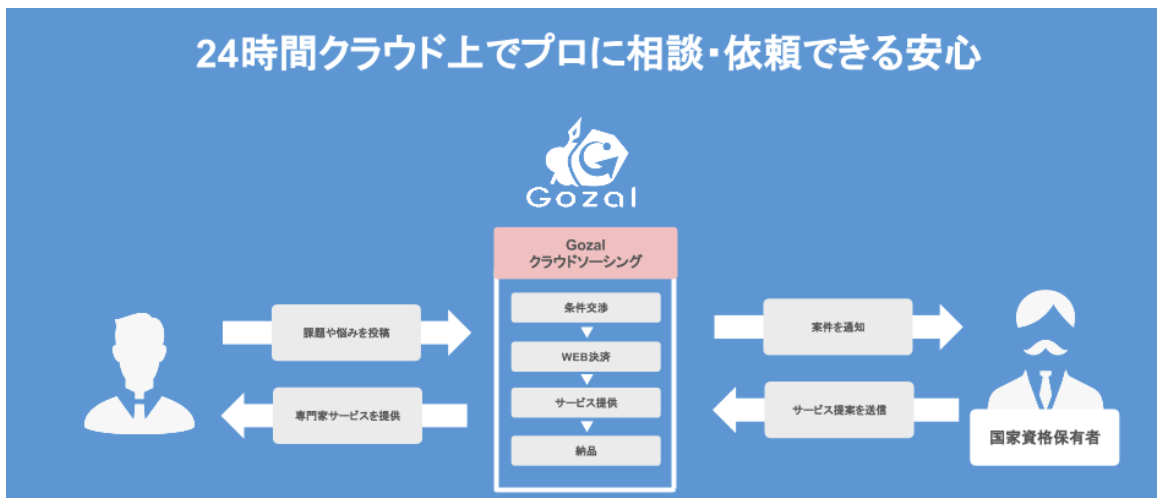 24時間クラウド上でプロに相談・依頼できる安心
Gozal
Gozal
クラウドソーシング
課題や悩みを投稿
専門家サービスを提供
条件交渉
WEB決済
サービス提供
納品
案件を通知
サービス提案を送信
国家資格保有者